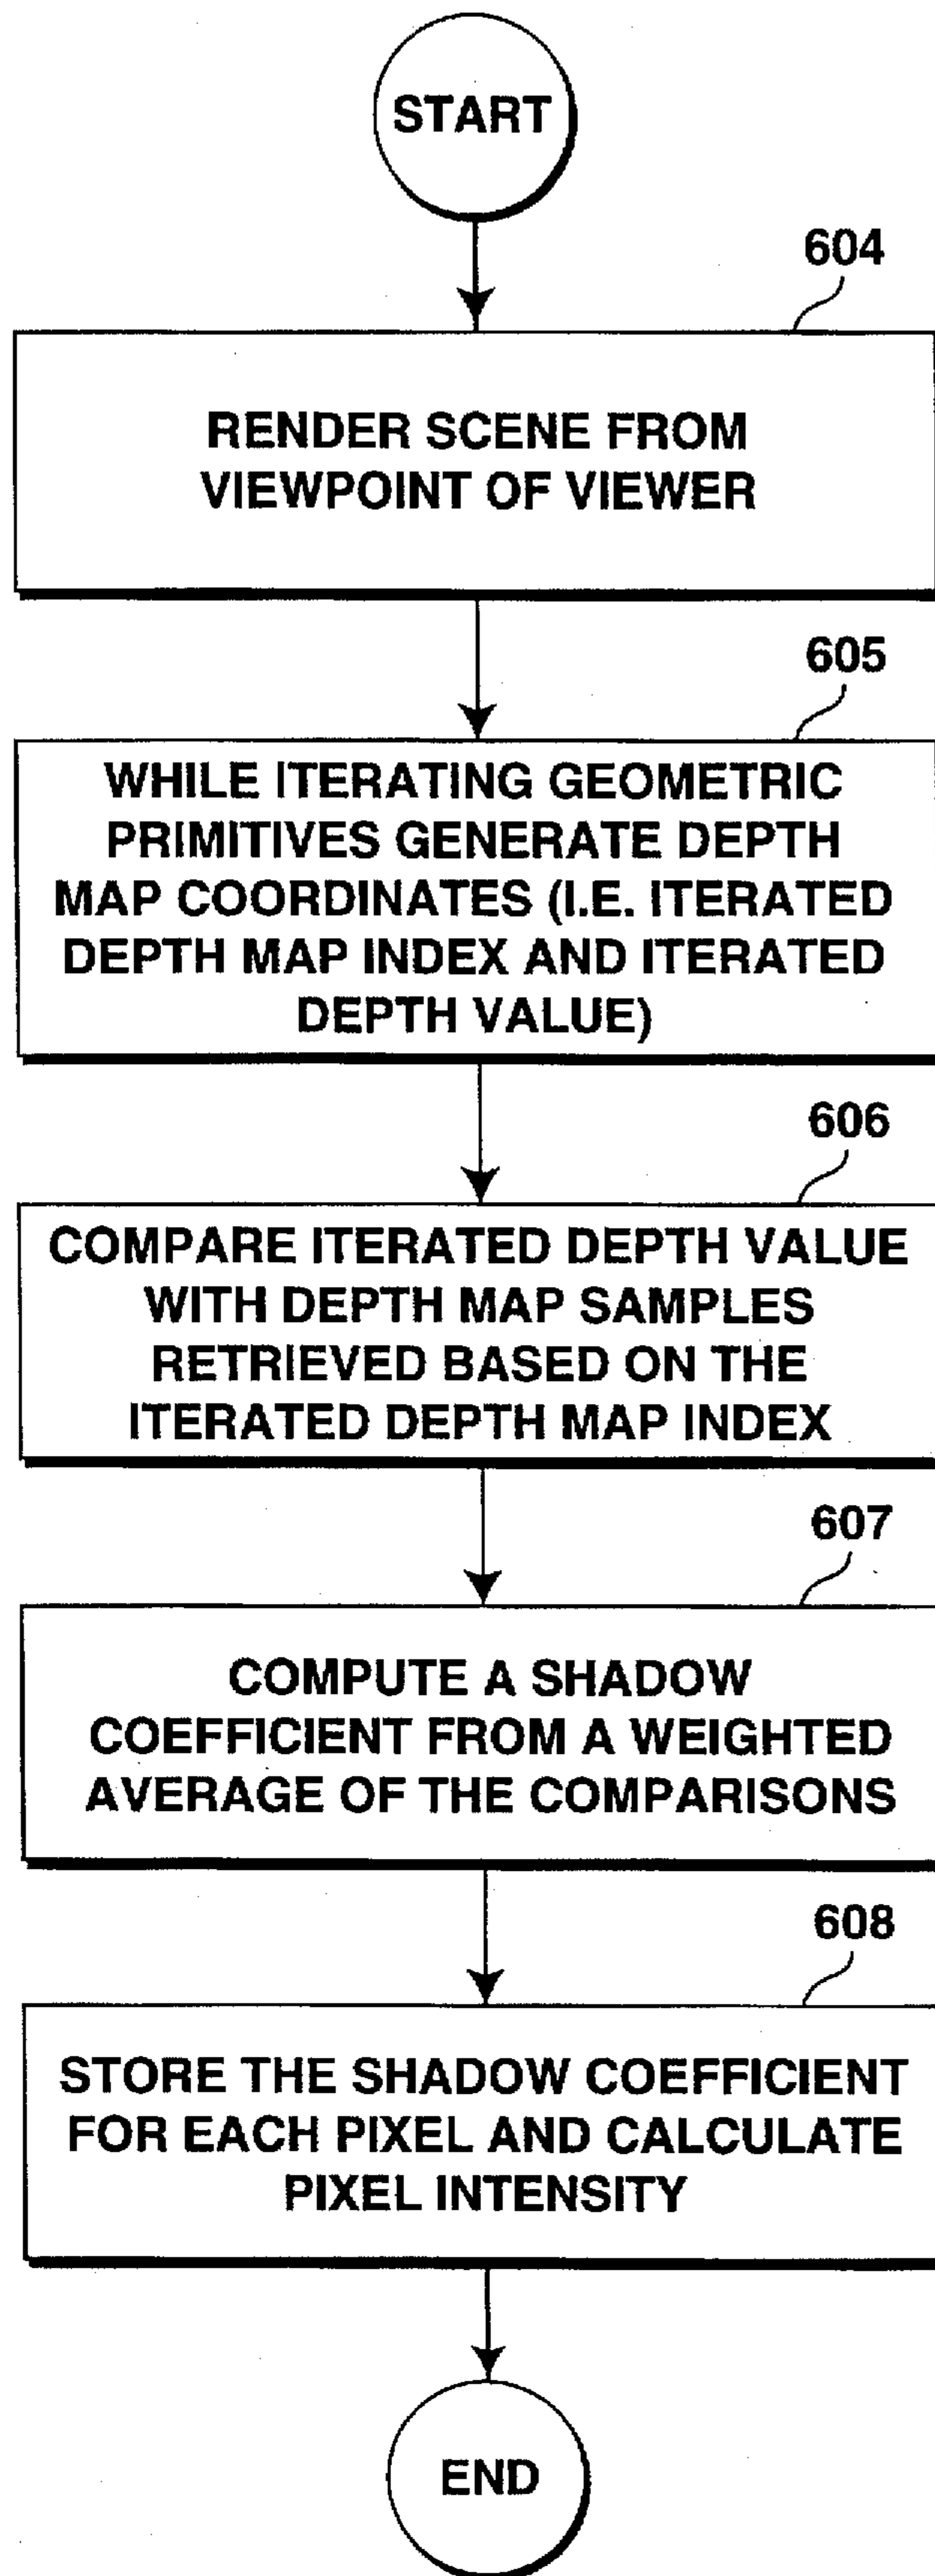 START
604
RENDER SCENE FROM
VIEWPOINT OF VIEWER
605
WHILE ITERATING GEOMETRIC
PRIMITIVES GENERATE DEPTH
MAP COORDINATES (I.E. ITERATED
DEPTH MAP INDEX AND ITERATED
DEPTH VALUE)
606
COMPARE ITERATED DEPTH VALUE
WITH DEPTH MAP SAMPLES
RETRIEVED BASED ON THE
ITERATED DEPTH MAP INDEX
607
COMPUTE A SHADOW
COEFFICIENT FROM A WEIGHTED
AVERAGE OF THE COMPARISONS
608
STORE THE SHADOW COEFFICIENT
FOR EACH PIXEL AND CALCULATE
PIXEL INTENSITY
END